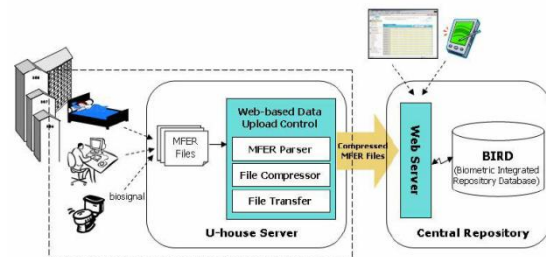 biosignal
MFER
Files
Web-based Data
Upload Control
MFER Parser
File Compressor
File Transfer
U-house Server
Compressed
MFER Files
Web Server
BIRD
(Biometric Integrated
Repository Database)
Central Repository